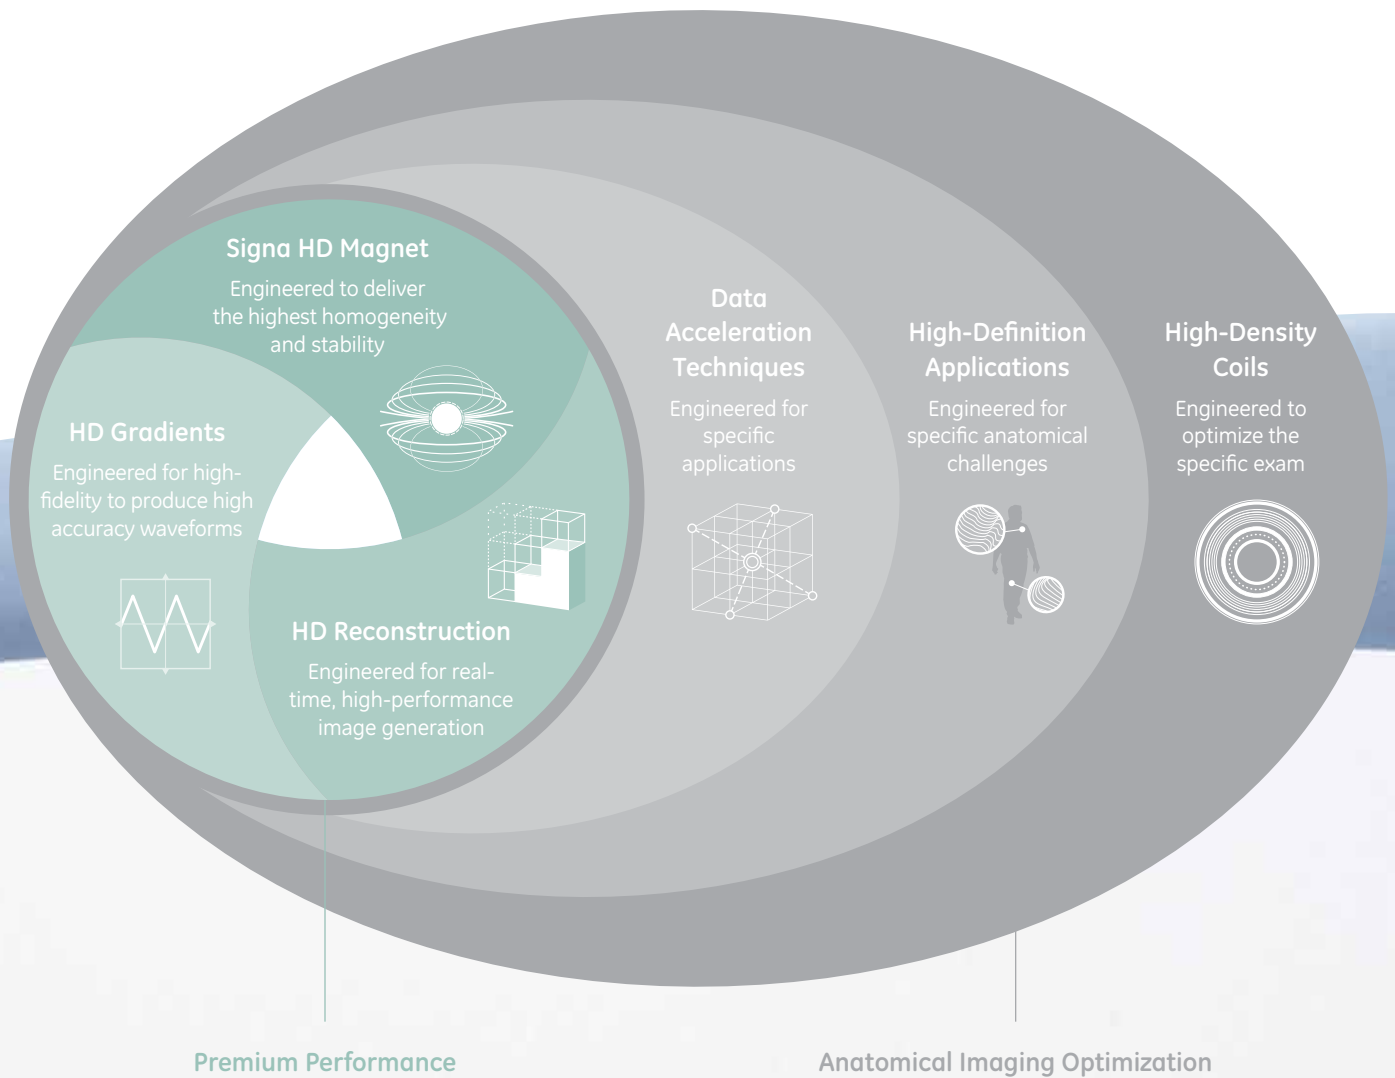 Signa HD Magnet
Engineered to deliver
the highest homogeneity
and stability
HD Gradients
Engineered for high-
fidelity to produce high
accuracy waveforms
HD Reconstruction
Engineered for real-
time, high-performance
image generation
Data
Acceleration
Techniques
Engineered for
specific
applications
High-Definition
Applications
Engineered for
specific anatomical
challenges
High-Density
Coils
Engineered to
optimize the
specific exam
Premium Performance
Anatomical Imaging Optimization